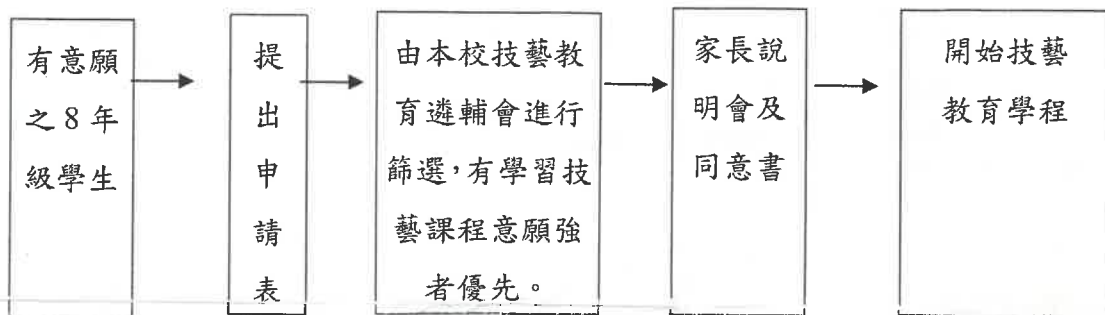 有意願
之8年
級學生
提
出
申
請
表
由本校技藝教
育遴輔會進行
篩選,有學習技
藝課程意願強
者優先。
家長說
明會及
同意書
開始技藝
教育學程